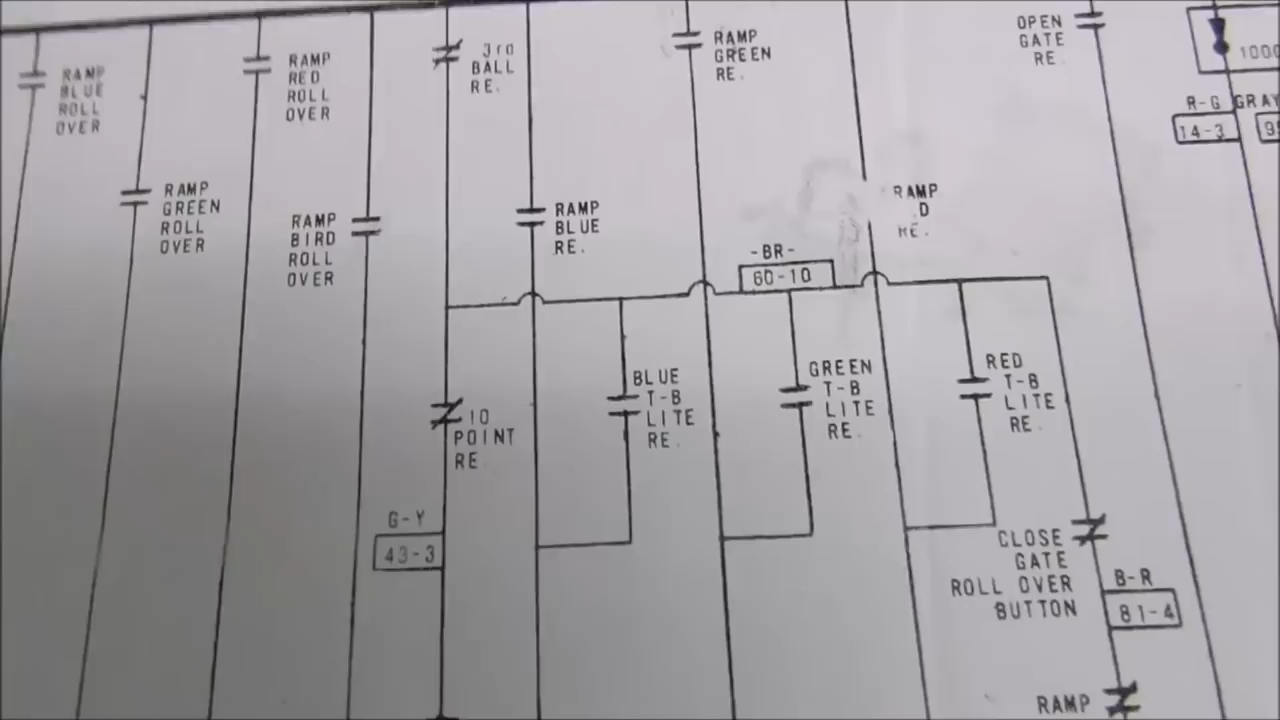 RAMP
BLUE
ROLL
OVER
RAMP
GREEN
ROLL
OVER
RAMP
RED
ROLL
OVER
RAMP
BIRD
ROLL
OVER
3rd
BALL
RE.
RAMP
BLUE
RE.
RAMP
GREEN
RE.
RAMP
D
RE.
OPEN
GATE
RE.
1000
R-G GRAY
14-3
-BR-
60-10
BLUE
T-B
LITE
RE.
GREEN
T-B
LITE
RE.
RED
T-B
LITE
RE.
10
POINT
RE
G-Y
43-3
CLOSE
GATE
ROLL OVER
BUTTON
B-R
81-4
RAMP